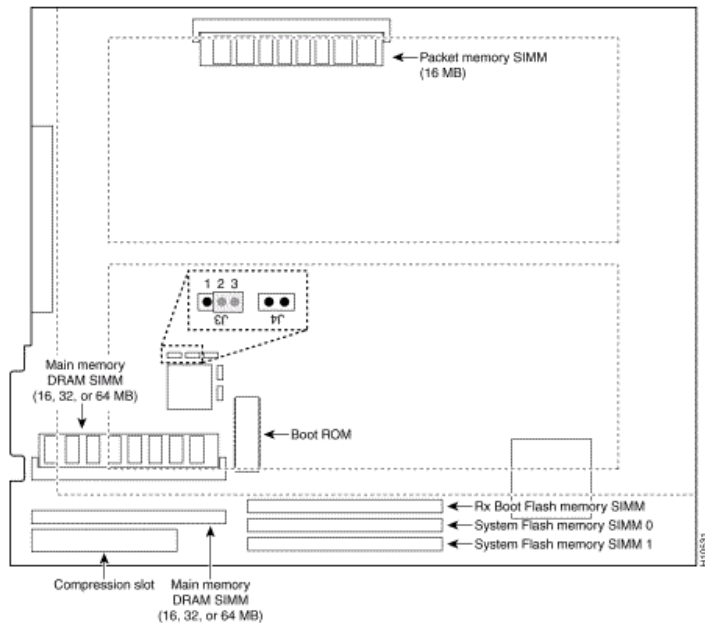 Packet memory SIMM
(16 MB)
1 2 3
J3
J4
Main memory
DRAM SIMM
(16, 32, or 64 MB)
Boot ROM
Rx Boot Flash memory SIMM
System Flash memory SIMM 0
System Flash memory SIMM 1
Compression slot
Main memory
DRAM SIMM
(16, 32, or 64 MB)
H10631